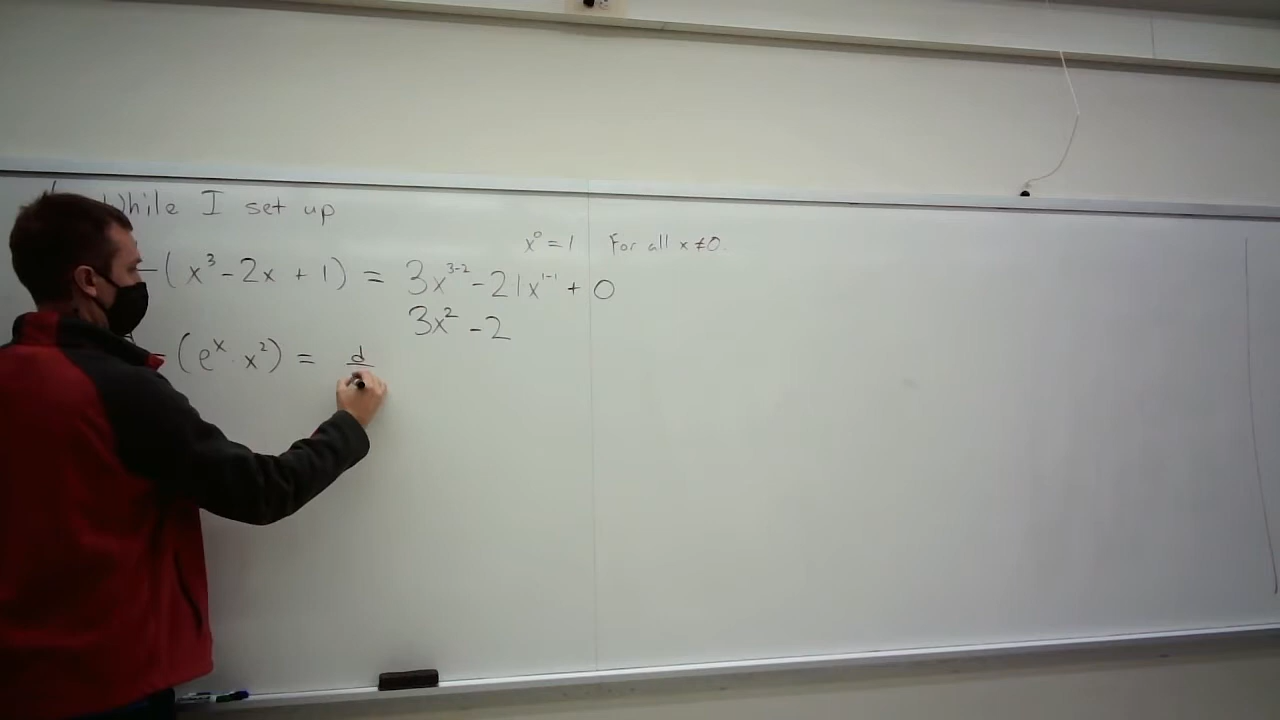 While I set up
x⁰ = 1 For all x ≠ 0.
(x³ - 2x + 1) = 3x³⁻² - 2·1x¹⁻¹ + 0
3x² - 2
(eˣ · x²) = d